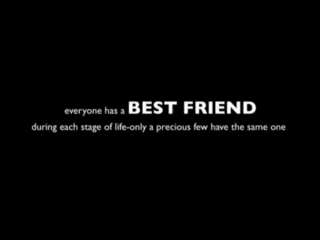 everyone has a BEST FRIEND
during each stage of life-only a precious few have the same one